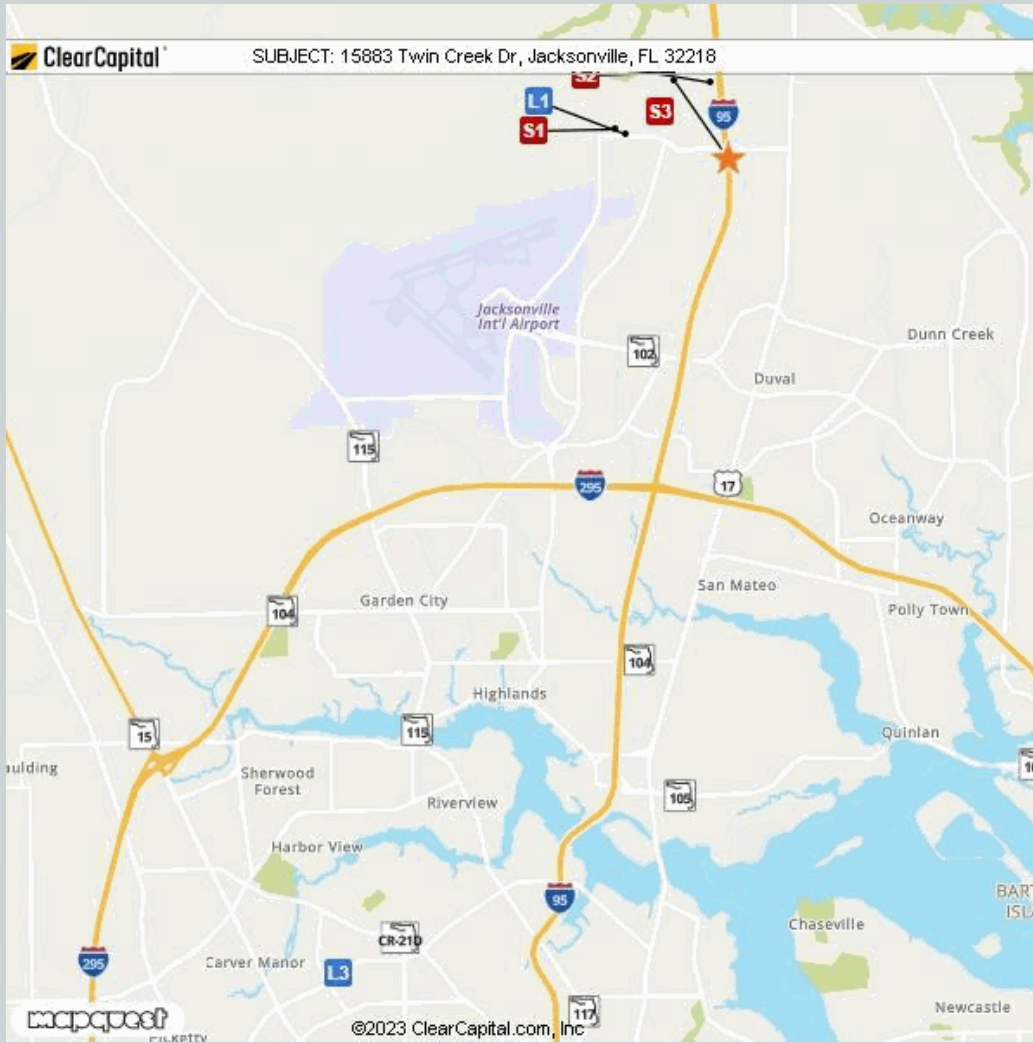 ClearCapital
SUBJECT: 15883 Twin Creek Dr, Jacksonville, FL 32218
S2
L1
S3
95
S1
Jacksonville
Int'l Airport
Dunn Creek
102
Duval
115
295
17
Oceanway
San Mateo
Garden City
104
Polly Town
104
Highlands
115
15
Quinlan
Sherwood
Forest
105
Riverview
Harbor View
95
Chaseville
CR-21D
Carver Manor
L3
295
117
Newcastle
mapquest
©2023 ClearCapital.com, Inc